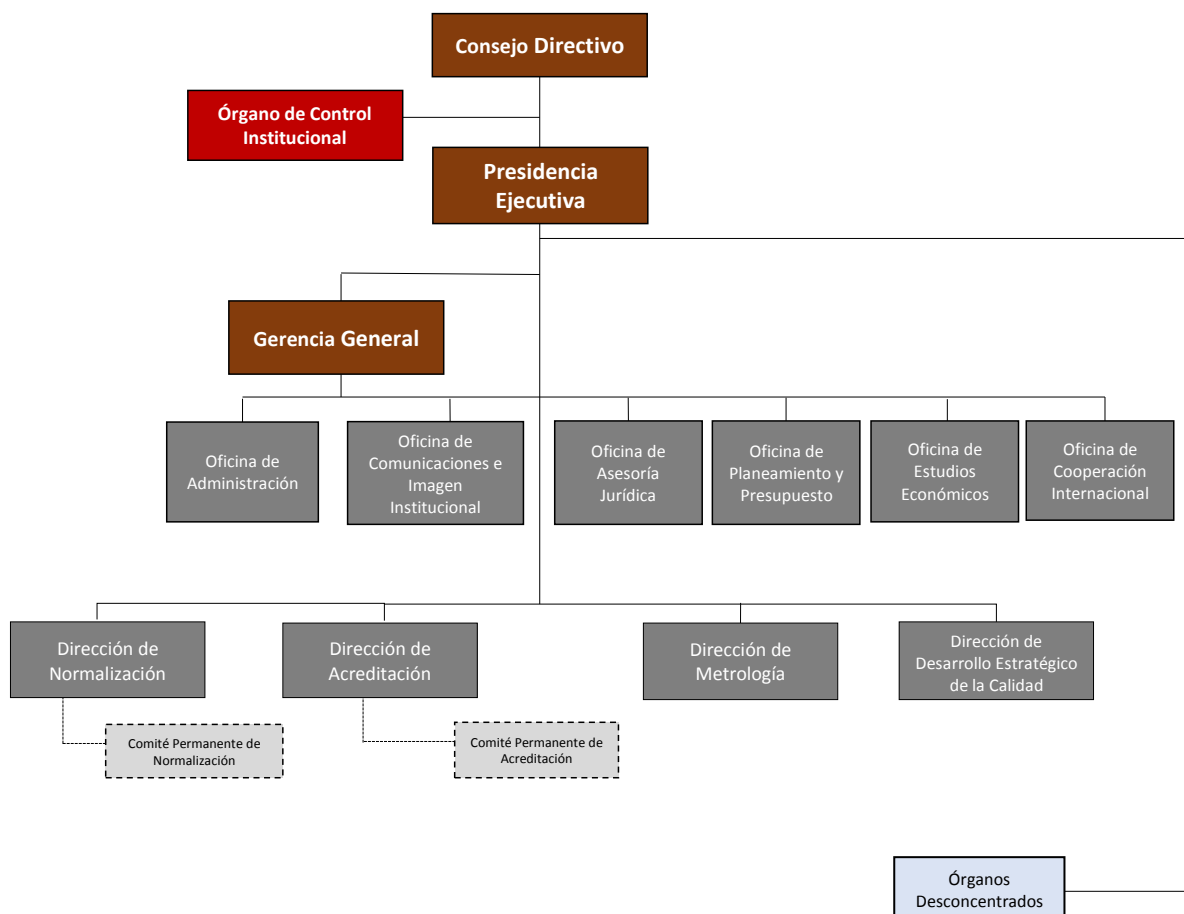 Consejo Directivo
Órgano de Control
Institucional
Presidencia
Ejecutiva
Gerencia General
Oficina de
Administración
Oficina de
Comunicaciones e
Imagen
Institucional
Oficina de
Asesoría
Jurídica
Oficina de
Planeamiento y
Presupuesto
Oficina de
Estudios
Económicos
Oficina de
Cooperación
Internacional
Dirección de
Normalización
Dirección de
Acreditación
Dirección de
Metrología
Dirección de
Desarrollo Estratégico
de la Calidad
Comité Permanente de
Normalización
Comité Permanente de
Acreditación
Órganos
Desconcentrados